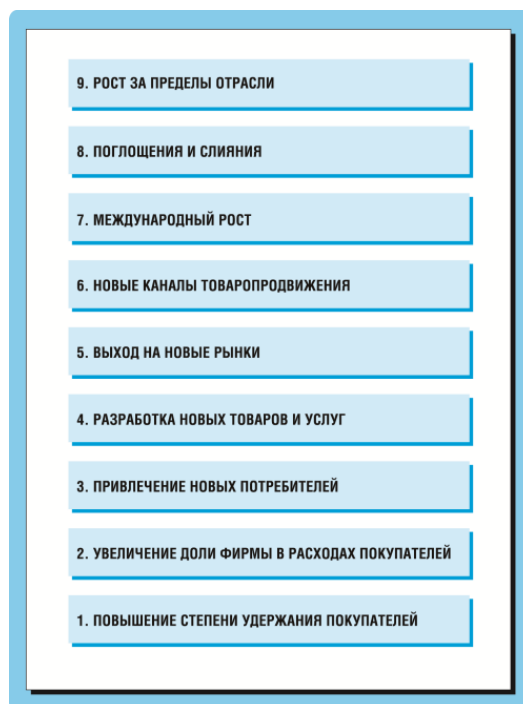 9. РОСТ ЗА ПРЕДЕЛЫ ОТРАСЛИ
8. ПОГЛОЩЕНИЯ И СЛИЯНИЯ
7. МЕЖДУНАРОДНЫЙ РОСТ
6. НОВЫЕ КАНАЛЫ ТОВАРОПРОДВИЖЕНИЯ
5. ВЫХОД НА НОВЫЕ РЫНКИ
4. РАЗРАБОТКА НОВЫХ ТОВАРОВ И УСЛУГ
3. ПРИВЛЕЧЕНИЕ НОВЫХ ПОТРЕБИТЕЛЕЙ
2. УВЕЛИЧЕНИЕ ДОЛИ ФИРМЫ В РАСХОДАХ ПОКУПАТЕЛЕЙ
1. ПОВЫШЕНИЕ СТЕПЕНИ УДЕРЖАНИЯ ПОКУПАТЕЛЕЙ